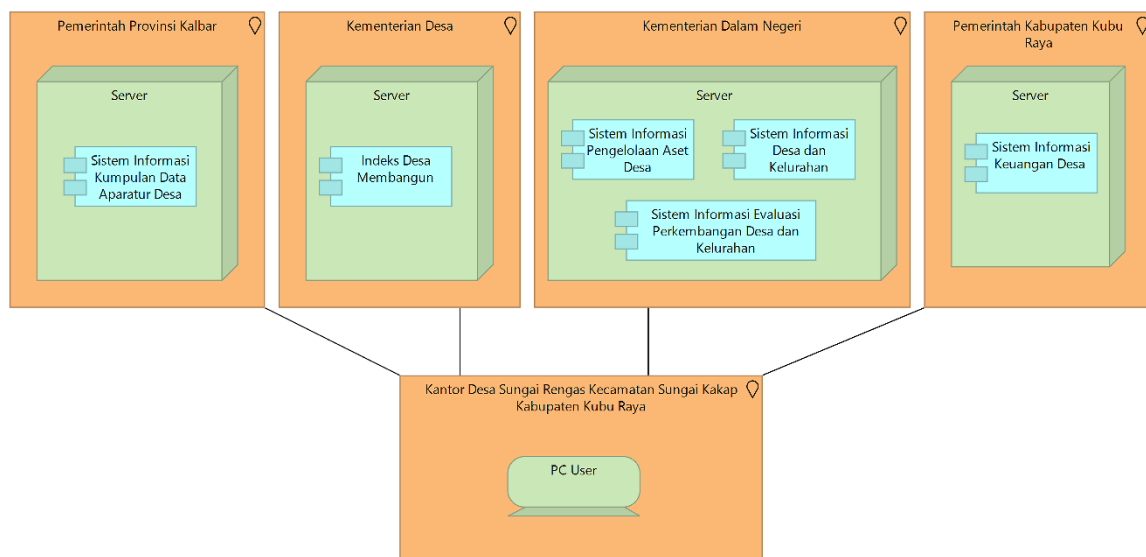 Pemerintah Provinsi Kalbar
Server
Sistem Informasi
Kumpulan Data
Aparatur Desa
Kementerian Desa
Server
Indeks Desa
Membangun
Kementerian Dalam Negeri
Server
Sistem Informasi
Pengelolaan Aset
Desa
Sistem Informasi
Desa dan
Kelurahan
Sistem Informasi Evaluasi
Perkembangan Desa dan
Kelurahan
Pemerintah Kabupaten Kubu
Raya
Server
Sistem Informasi
Keuangan Desa
Kantor Desa Sungai Rengas Kecamatan Sungai Kakap
Kabupaten Kubu Raya
PC User